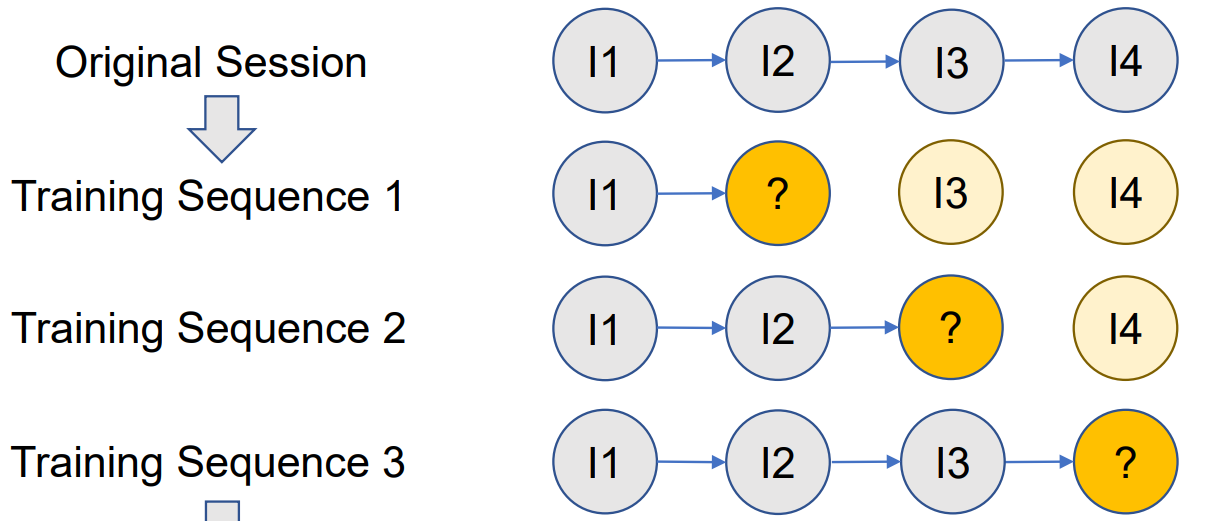 Original Session I1 I2 I3 I4
Training Sequence 1 I1 ? I3 I4
Training Sequence 2 I1 I2 ? I4
Training Sequence 3 I1 I2 I3 ?